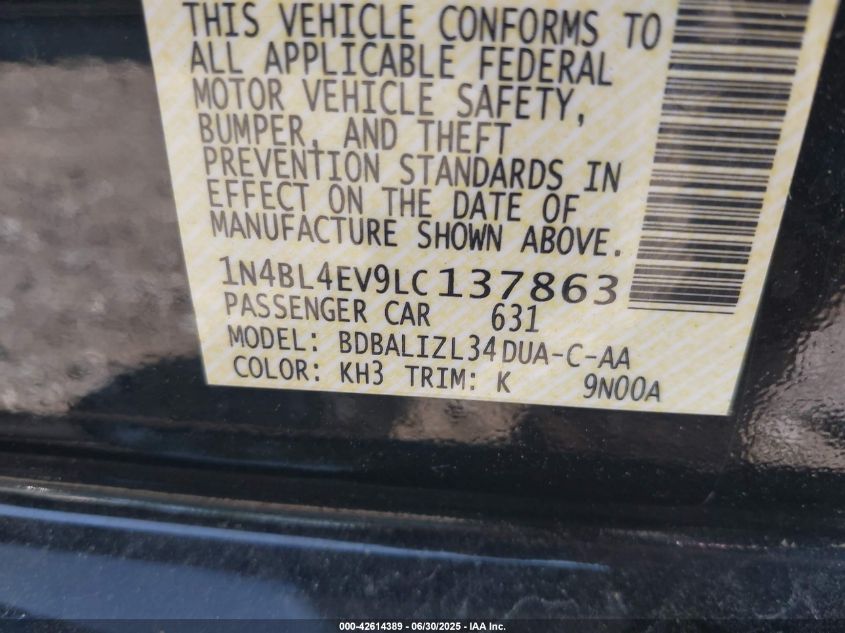 THIS VEHICLE CONFORMS TO
ALL APPLICABLE FEDERAL
MOTOR VEHICLE SAFETY,
BUMPER, AND THEFT
PREVENTION STANDARDS IN
EFFECT ON THE DATE OF
MANUFACTURE SHOWN ABOVE.
1N4BL4EV9LC137863
PASSENGER CAR 631
MODEL: BDBALIZL34DUA-C-AA
COLOR: KH3 TRIM: K 9N00A
000-42614389 - 06/30/2025 - IAA Inc.